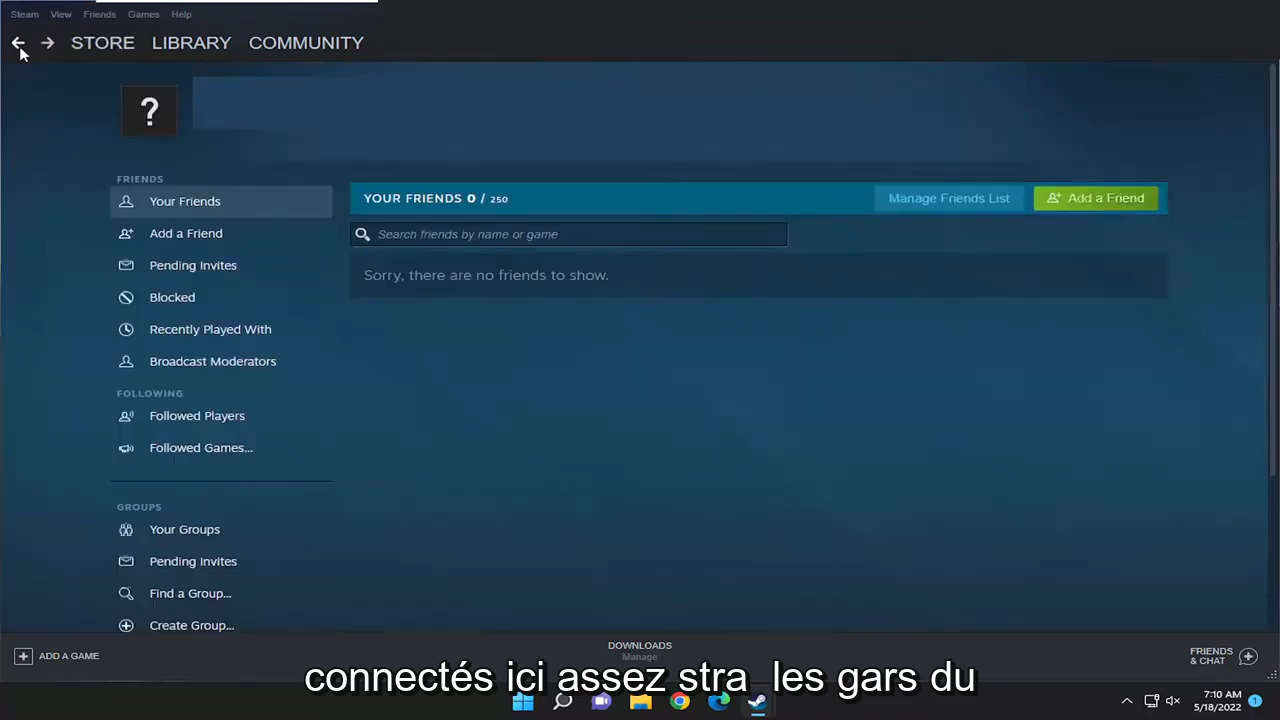 Steam View Friends Games Help
STORE LIBRARY COMMUNITY
?
FRIENDS
Your Friends
Add a Friend
Pending Invites
Blocked
Recently Played With
Broadcast Moderators
FOLLOWING
Followed Players
Followed Games...
GROUPS
Your Groups
Pending Invites
Find a Group...
Create Group...
YOUR FRIENDS 0 / 250
Manage Friends List
Add a Friend
Search friends by name or game
Sorry, there are no friends to show.
ADD A GAME
DOWNLOADS
Manage
FRIENDS
& CHAT
connectés ici assez stra les gars du
7:10 AM
5/18/2022
1